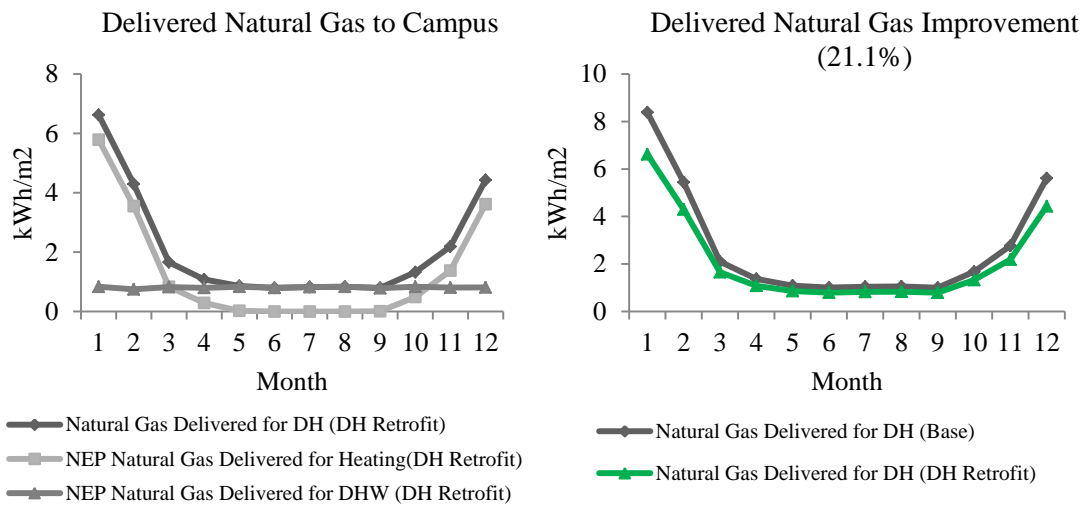 Delivered Natural Gas to Campus
8
6
4
2
0
kWh/m2
1 2 3 4 5 6 7 8 9 10 11 12
Month
Natural Gas Delivered for DH (DH Retrofit)
NEP Natural Gas Delivered for Heating(DH Retrofit)
NEP Natural Gas Delivered for DHW (DH Retrofit)
Delivered Natural Gas Improvement
(21.1%)
10
8
6
4
2
0
kWh/m2
1 2 3 4 5 6 7 8 9 10 11 12
Month
Natural Gas Delivered for DH (Base)
Natural Gas Delivered for DH (DH Retrofit)